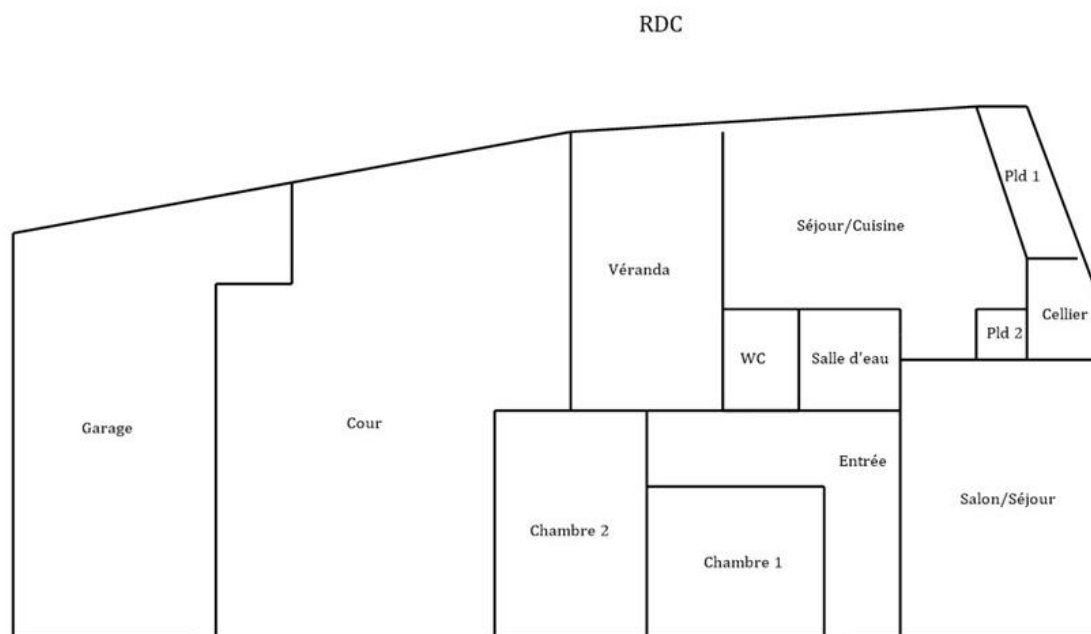 RDC
Pld 1
Séjour/Cuisine
Véranda
Cellier
Pld 2
WC
Salle d'eau
Garage
Cour
Entrée
Salon/Séjour
Chambre 2
Chambre 1